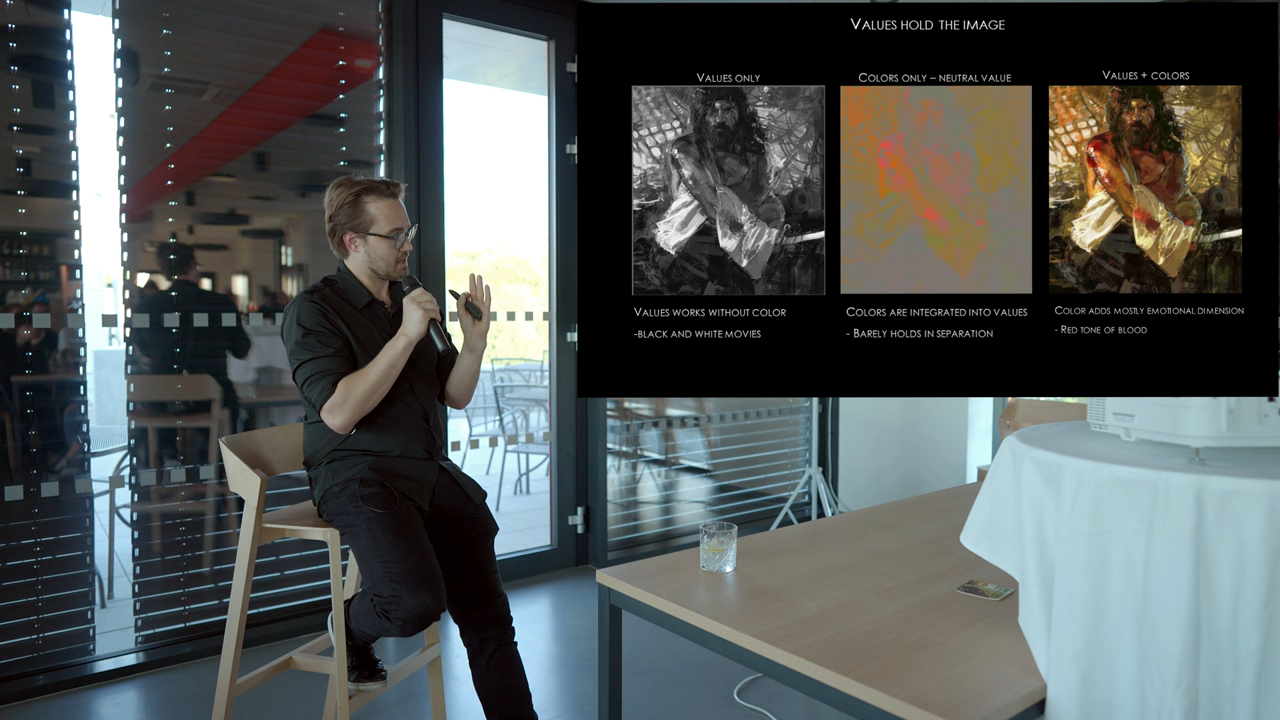 VALUES HOLD THE IMAGE
VALUES ONLY
COLORS ONLY – NEUTRAL VALUE
VALUES + COLORS
VALUES WORKS WITHOUT COLOR
-BLACK AND WHITE MOVIES
COLORS ARE INTEGRATED INTO VALUES
- BARELY HOLDS IN SEPARATION
COLOR ADDS MOSTLY EMOTIONAL DIMENSION
- RED TONE OF BLOOD